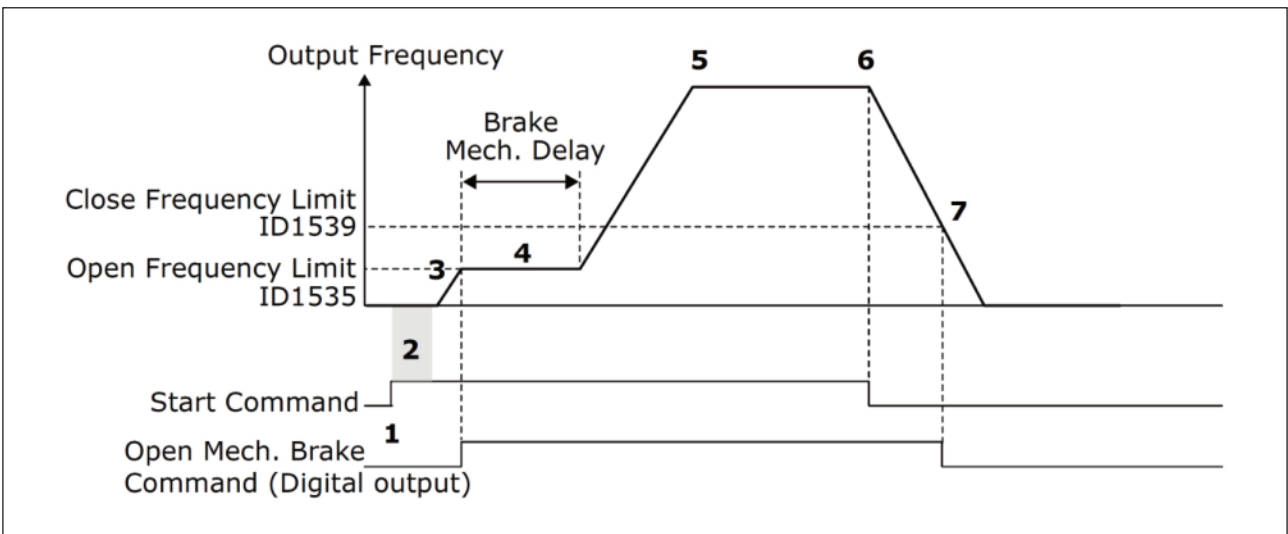 Output Frequency
5
6
Brake
Mech. Delay
Close Frequency Limit
ID1539
7
4
3
Open Frequency Limit
ID1535
2
Start Command
1
Open Mech. Brake
Command (Digital output)